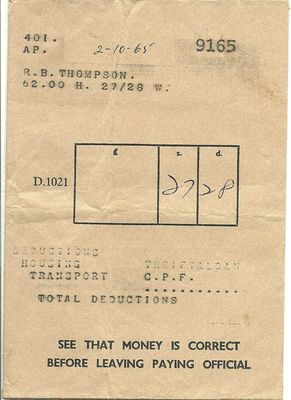 401.
AP. 2-10-65 9165
R.B. THOMPSON.
62.00 H. 27/28 W.
£ s. d.
D.1021 27 28
DEDUCTIONS
HOUSING THRIFT&LOAN
TRANSPORT C.P.F.
............
TOTAL DEDUCTIONS
SEE THAT MONEY IS CORRECT
BEFORE LEAVING PAYING OFFICIAL